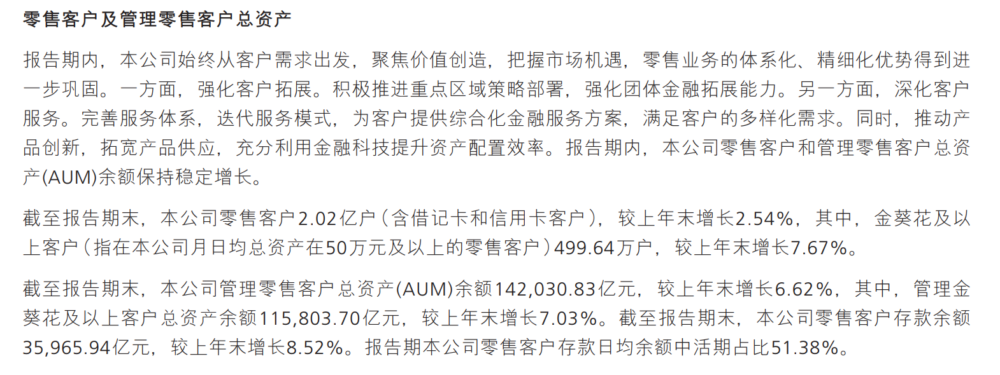 零售客户及管理零售客户总资产
报告期内，本公司始终从客户需求出发，聚焦价值创造，把握市场机遇，零售业务的体系化、精细化优势得到进
一步巩固。一方面，强化客户拓展。积极推进重点区域策略部署，强化团体金融拓展能力。另一方面，深化客户
服务。完善服务体系，迭代服务模式，为客户提供综合化金融服务方案，满足客户的多样化需求。同时，推动产
品创新，拓宽产品供应，充分利用金融科技提升资产配置效率。报告期内，本公司零售客户和管理零售客户总资
产(AUM)余额保持稳定增长。
截至报告期末，本公司零售客户2.02亿户（含借记卡和信用卡客户），较上年末增长2.54%，其中，金葵花及以
上客户（指在本公司月日均总资产在50万元及以上的零售客户）499.64万户，较上年末增长7.67%。
截至报告期末，本公司管理零售客户总资产(AUM)余额142,030.83亿元，较上年末增长6.62%，其中，管理金
葵花及以上客户总资产余额115,803.70亿元，较上年末增长7.03%。截至报告期末，本公司零售客户存款余额
35,965.94亿元，较上年末增长8.52%。报告期本公司零售客户存款日均余额中活期占比51.38%。